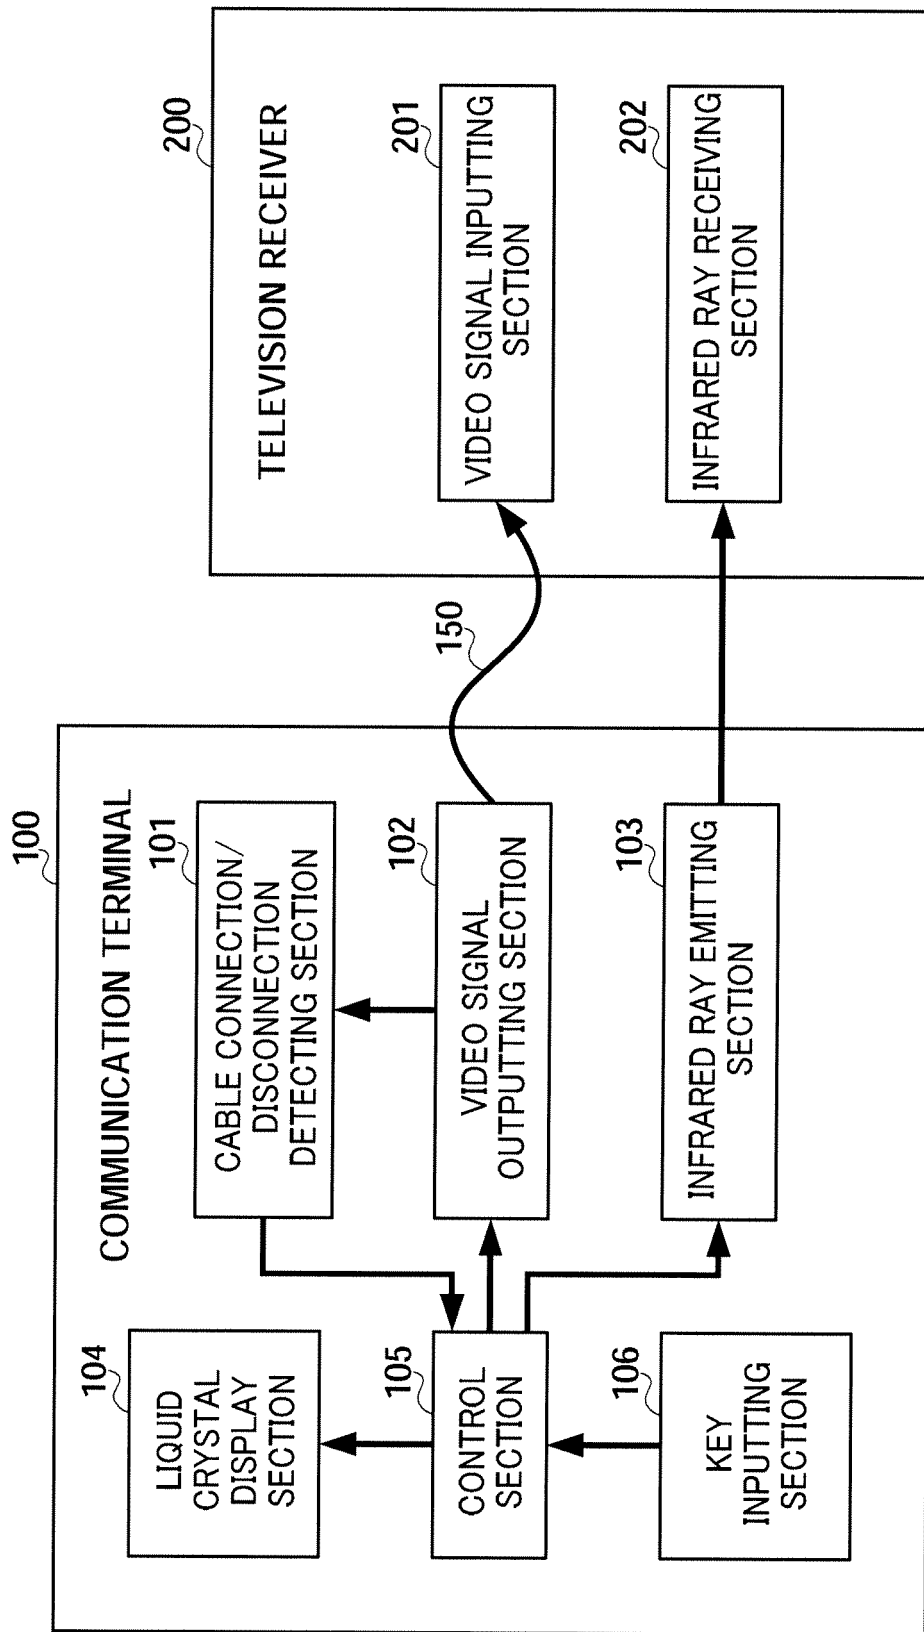 100
COMMUNICATION TERMINAL
104
LIQUID
CRYSTAL
DISPLAY
SECTION
101
CABLE CONNECTION/
DISCONNECTION
DETECTING SECTION
105
CONTROL
SECTION
102
VIDEO SIGNAL
OUTPUTTING SECTION
106
KEY
INPUTTING
SECTION
103
INFRARED RAY EMITTING
SECTION
150
200
TELEVISION RECEIVER
201
VIDEO SIGNAL INPUTTING
SECTION
202
INFRARED RAY RECEIVING
SECTION